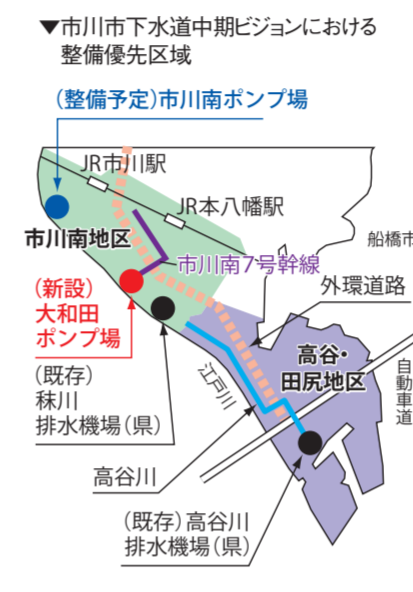 ▼市川市下水道中期ビジョンにおける
整備優先区域
(整備予定)市川南ポンプ場
JR市川駅
JR本八幡駅
市川南地区
船橋市
市川南7号幹線
(新設)
大和田
ポンプ場
外環道路
高谷・
田尻地区
(既存)
秣川
排水機場(県)
江戸川
自動車道
高谷川
(既存)高谷川
排水機場(県)